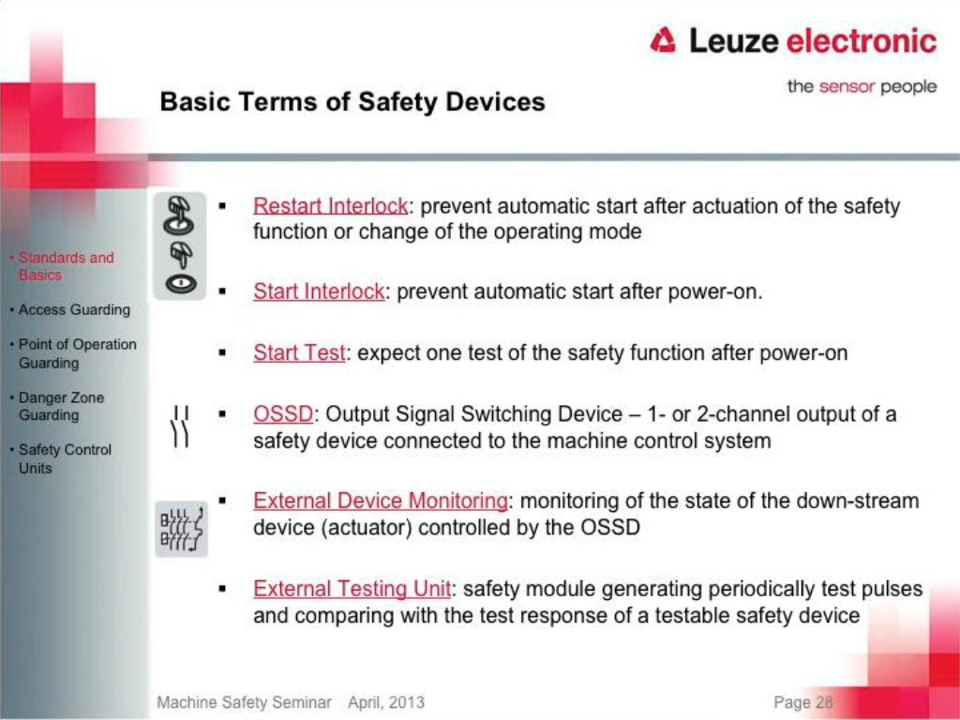 Leuze electronic
the sensor people
Basic Terms of Safety Devices
• Standards and
Basics
• Access Guarding
• Point of Operation
Guarding
• Danger Zone
Guarding
• Safety Control
Units
▪ Restart Interlock: prevent automatic start after actuation of the safety
function or change of the operating mode
▪ Start Interlock: prevent automatic start after power-on.
▪ Start Test: expect one test of the safety function after power-on
▪ OSSD: Output Signal Switching Device – 1- or 2-channel output of a
safety device connected to the machine control system
▪ External Device Monitoring: monitoring of the state of the down-stream
device (actuator) controlled by the OSSD
▪ External Testing Unit: safety module generating periodically test pulses
and comparing with the test response of a testable safety device
Machine Safety Seminar April, 2013
Page 28